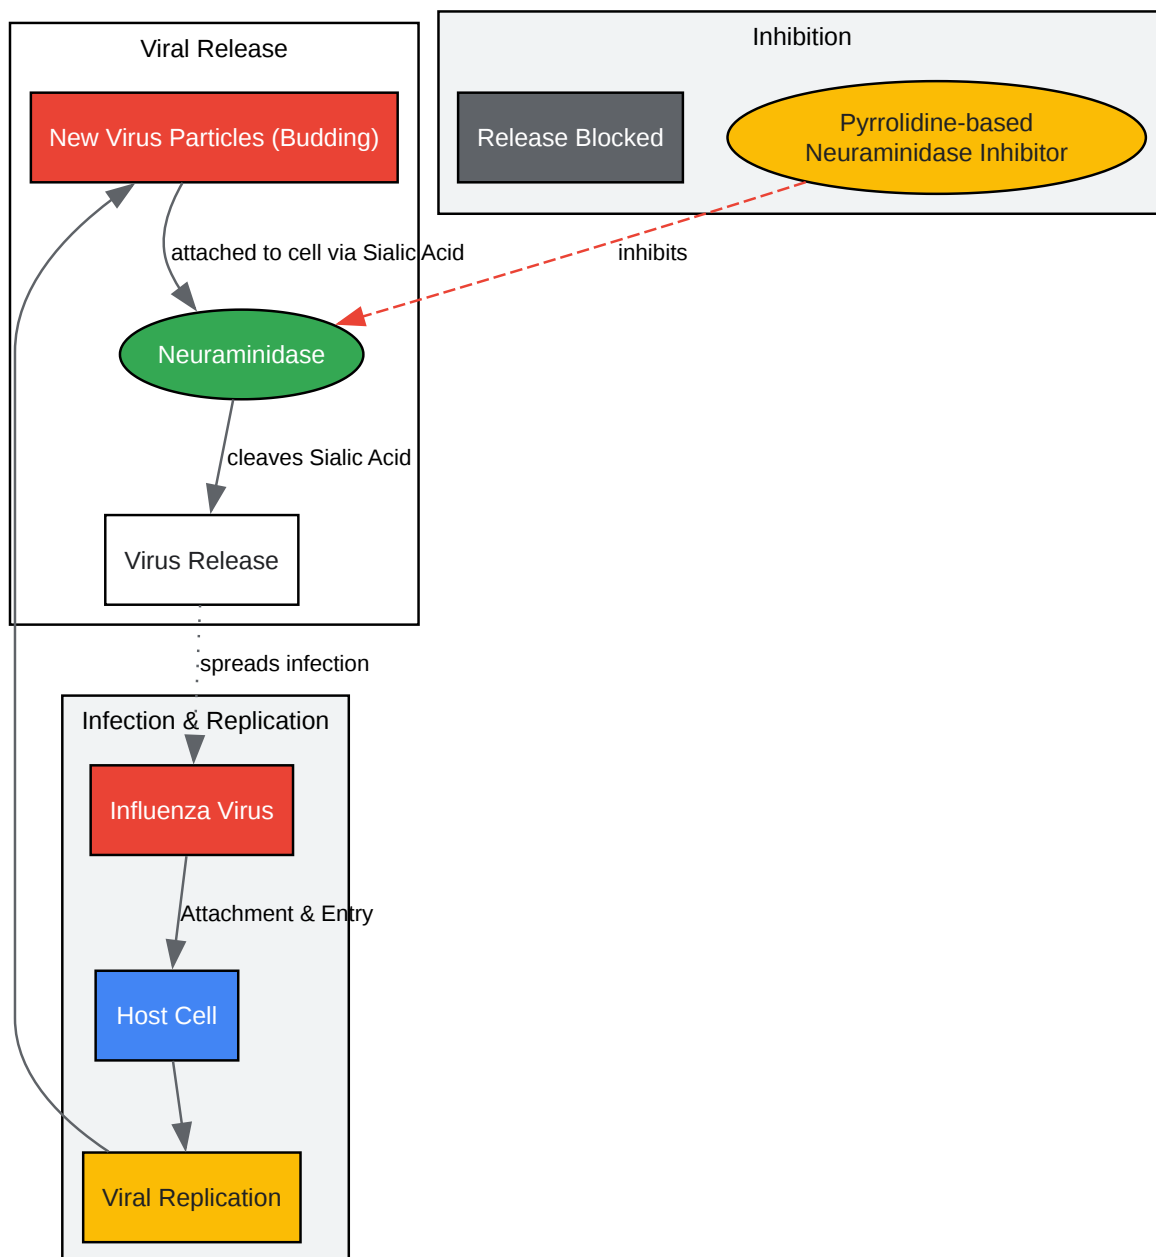 Viral Release
New Virus Particles (Budding)
attached to cell via Sialic Acid
Neuraminidase
cleaves Sialic Acid
Virus Release
spreads infection
Inhibition
Release Blocked
Pyrrolidine-based
Neuraminidase Inhibitor
inhibits
Infection & Replication
Influenza Virus
Attachment & Entry
Host Cell
Viral Replication